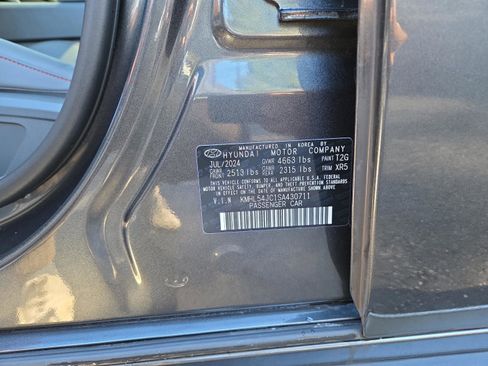 MANUFACTURED IN KOREA BY
HYUNDAI MOTOR COMPANY
JUL/2024 GVWR 4663 lbs PAINT T2G
GAWR FRONT 2513 lbs GAWR REAR 2315 lbs TRIM XR5
THIS VEHICLE CONFORMS TO ALL APPLICABLE U.S.A FEDERAL
MOTOR VEHICLE SAFETY, BUMPER, AND THEFT PREVENTION STANDARDS
IN EFFECT ON THE DATE OF MANUFACTURE SHOWN ABOVE.
V.I.N KMHL54JC1SA430711
PASSENGER CAR